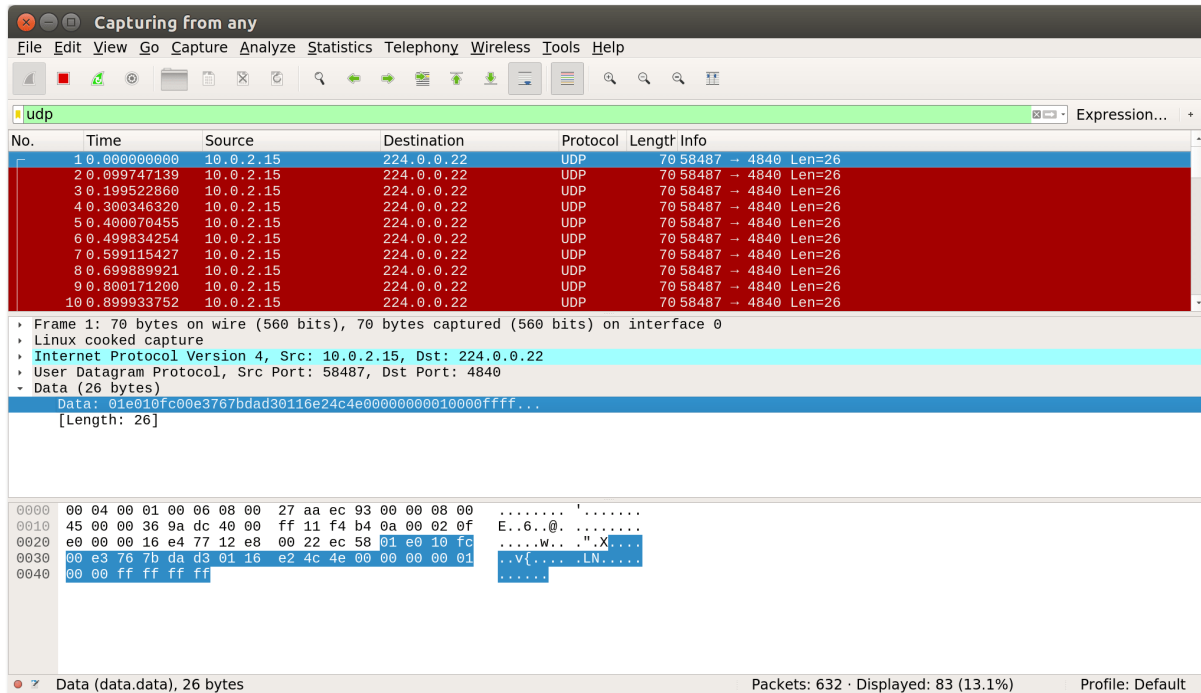 Capturing from any
File Edit View Go Capture Analyze Statistics Telephony Wireless Tools Help
udp Expression... +
No. Time Source Destination Protocol Length Info
1 0.000000000 10.0.2.15 224.0.0.22 UDP 70 58487 → 4840 Len=26
2 0.099747139 10.0.2.15 224.0.0.22 UDP 70 58487 → 4840 Len=26
3 0.199522860 10.0.2.15 224.0.0.22 UDP 70 58487 → 4840 Len=26
4 0.300346320 10.0.2.15 224.0.0.22 UDP 70 58487 → 4840 Len=26
5 0.400070455 10.0.2.15 224.0.0.22 UDP 70 58487 → 4840 Len=26
6 0.499834254 10.0.2.15 224.0.0.22 UDP 70 58487 → 4840 Len=26
7 0.599115427 10.0.2.15 224.0.0.22 UDP 70 58487 → 4840 Len=26
8 0.699889921 10.0.2.15 224.0.0.22 UDP 70 58487 → 4840 Len=26
9 0.800171200 10.0.2.15 224.0.0.22 UDP 70 58487 → 4840 Len=26
10 0.899933752 10.0.2.15 224.0.0.22 UDP 70 58487 → 4840 Len=26
Frame 1: 70 bytes on wire (560 bits), 70 bytes captured (560 bits) on interface 0
Linux cooked capture
Internet Protocol Version 4, Src: 10.0.2.15, Dst: 224.0.0.22
User Datagram Protocol, Src Port: 58487, Dst Port: 4840
Data (26 bytes)
Data: 01e010fc00e3767bdad30116e24c4e00000000010000ffff...
[Length: 26]
0000 00 04 00 01 00 06 08 00 27 aa ec 93 00 00 08 00 ........ '.......
0010 45 00 00 36 9a dc 40 00 ff 11 f4 b4 0a 00 02 0f E..6..@. ........
0020 e0 00 00 16 e4 77 12 e8 00 22 ec 58 01 e0 10 fc .....w.. .".X....
0030 00 e3 76 7b da d3 01 16 e2 4c 4e 00 00 00 00 01 ..v{.... .LN.....
0040 00 00 ff ff ff ff ......
Data (data.data), 26 bytes Packets: 632 · Displayed: 83 (13.1%) Profile: Default